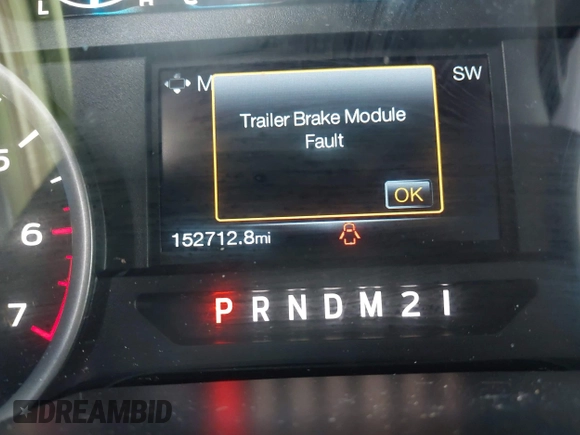 L H
M SW
Trailer Brake Module
Fault
OK
5
6
7
152712.8mi
P R N D M 2 1
DREAMBID